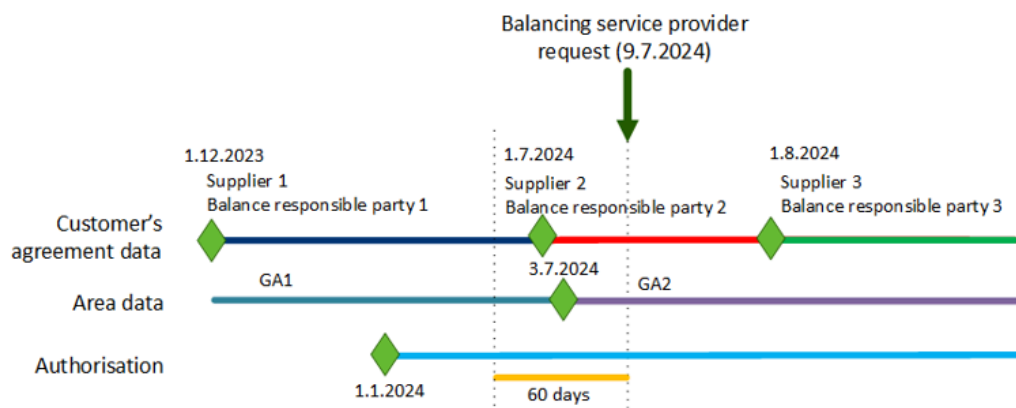 Balancing service provider
request (9.7.2024)
1.12.2023
Supplier 1
Balance responsible party 1
1.7.2024
Supplier 2
Balance responsible party 2
1.8.2024
Supplier 3
Balance responsible party 3
Customer's
agreement data
3.7.2024
GA1
GA2
Area data
Authorisation
1.1.2024
60 days